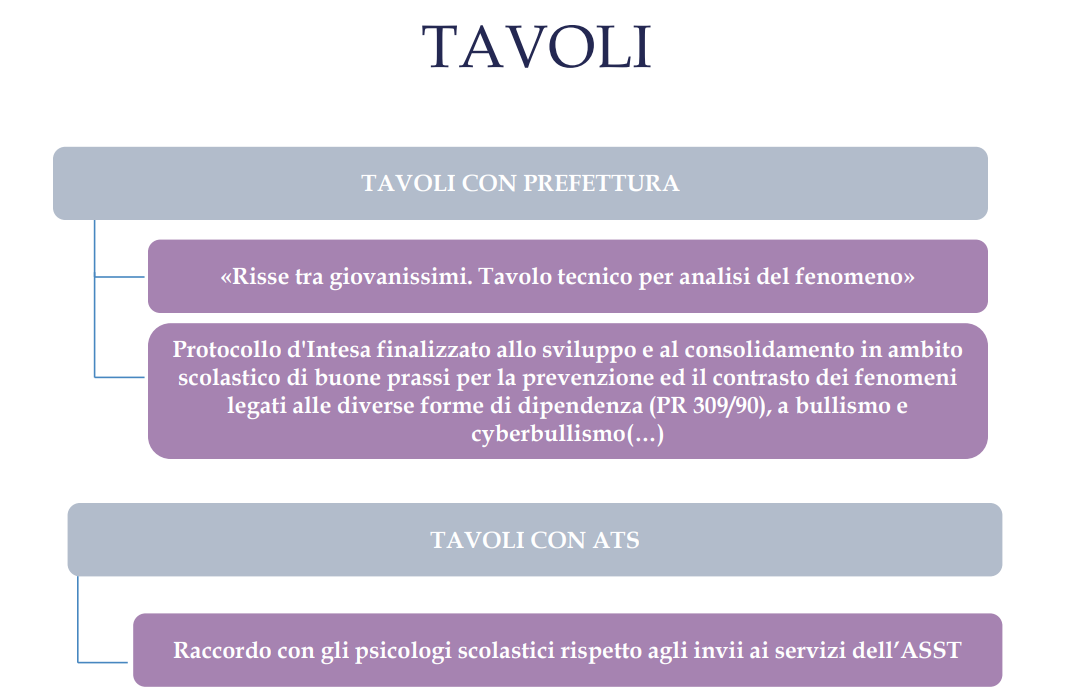 TAVOLI
TAVOLI CON PREFETTURA
«Risse tra giovanissimi. Tavolo tecnico per analisi del fenomeno»
Protocollo d'Intesa finalizzato allo sviluppo e al consolidamento in ambito
scolastico di buone prassi per la prevenzione ed il contrasto dei fenomeni
legati alle diverse forme di dipendenza (PR 309/90), a bullismo e
cyberbullismo(…)
TAVOLI CON ATS
Raccordo con gli psicologi scolastici rispetto agli invii ai servizi dell’ASST